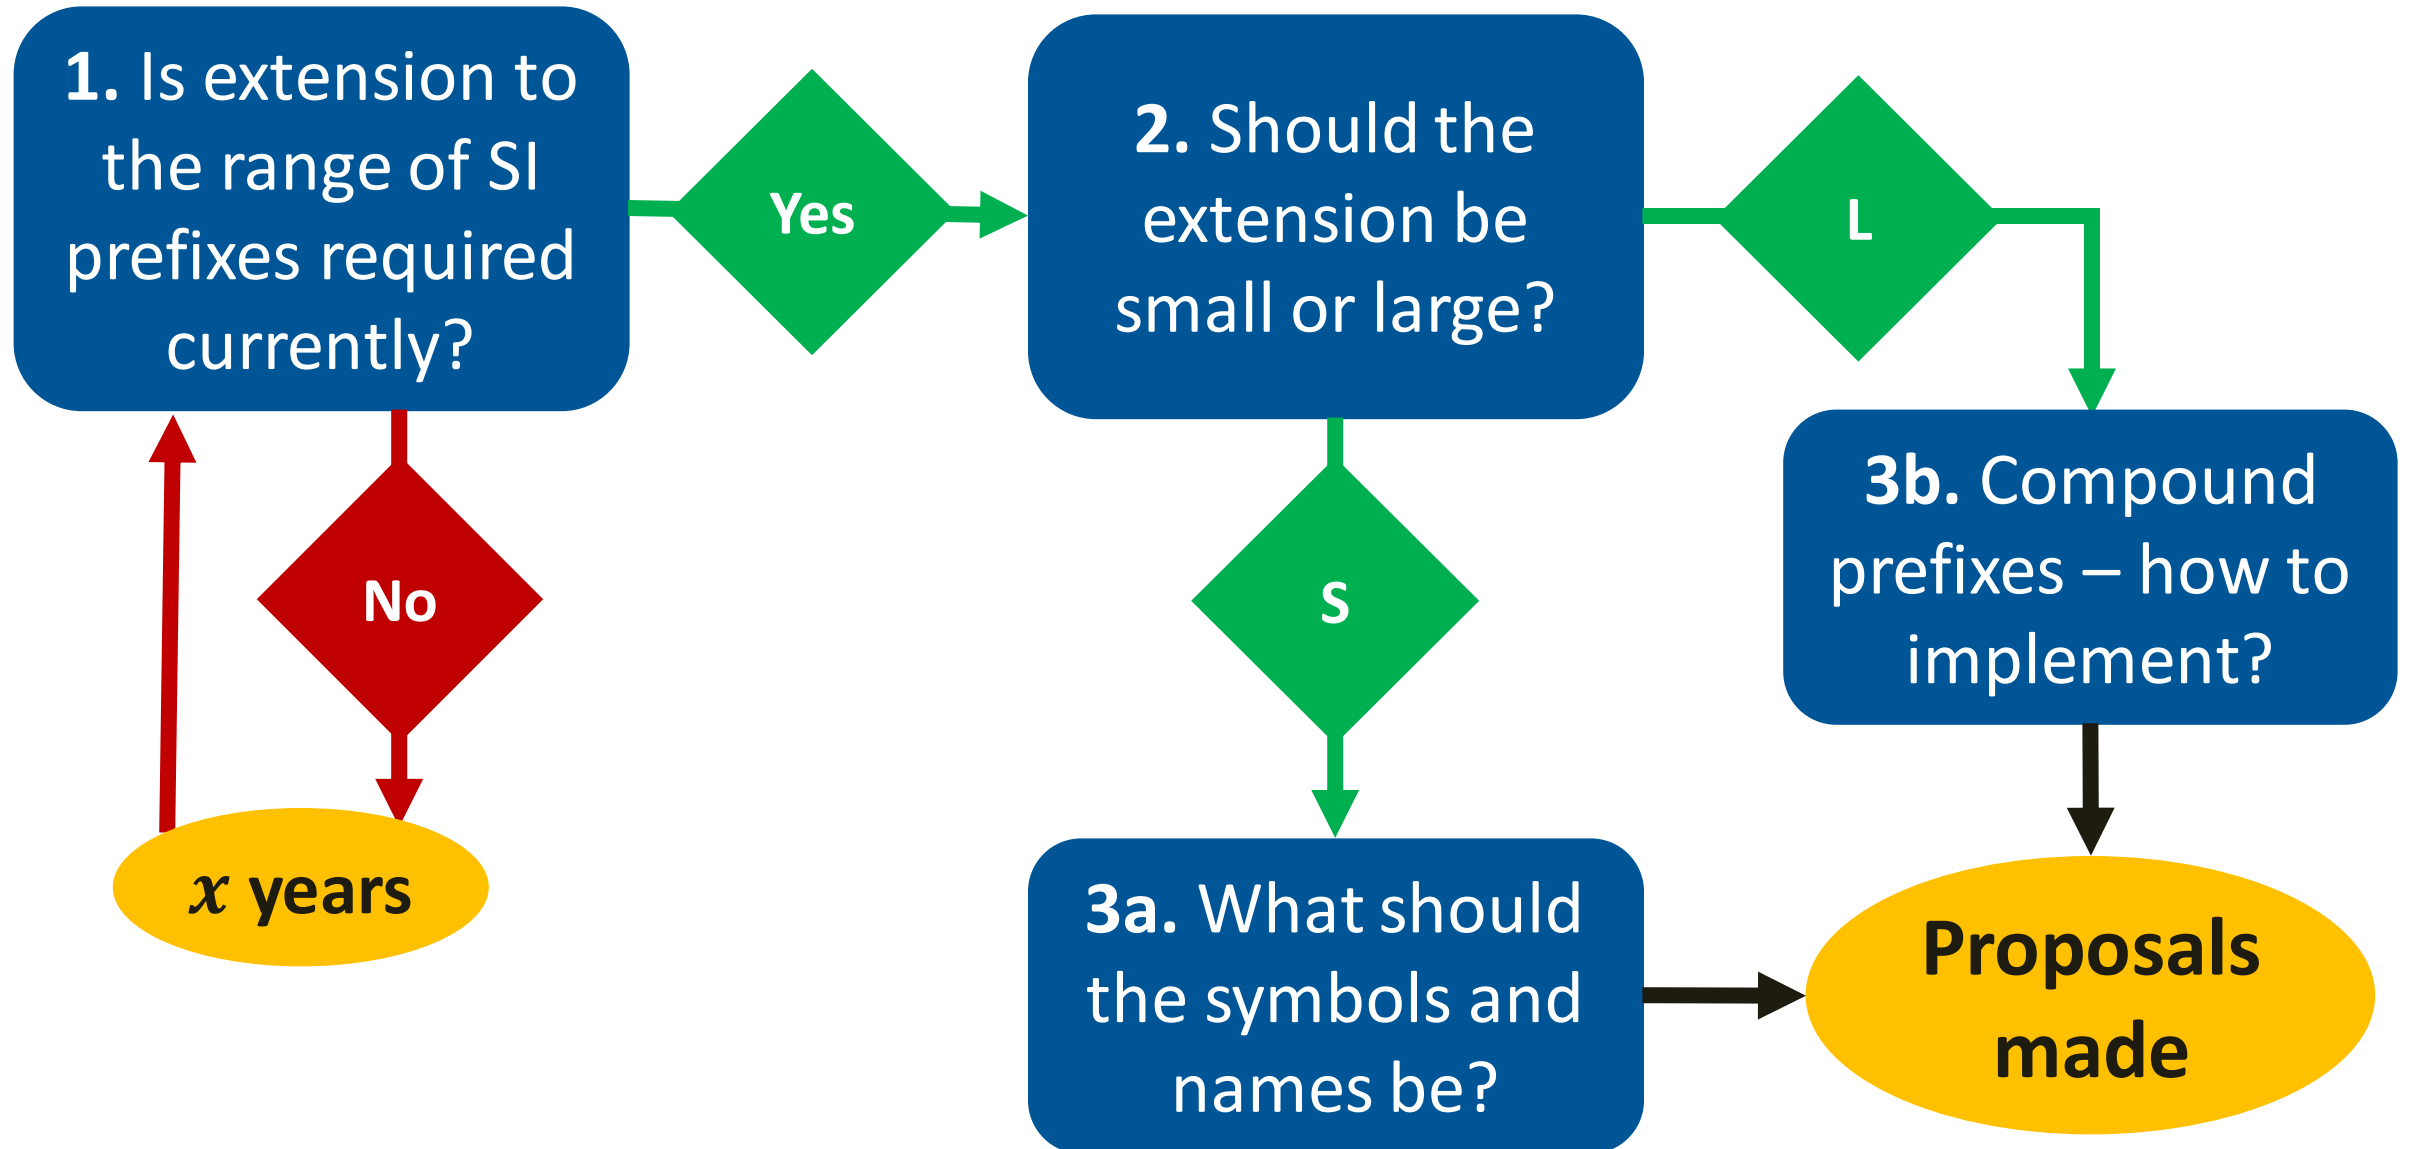 1. Is extension to
the range of SI
prefixes required
currently?
Yes
2. Should the
extension be
small or large?
L
No
S
3b. Compound
prefixes – how to
implement?
x years
3a. What should
the symbols and
names be?
Proposals
made